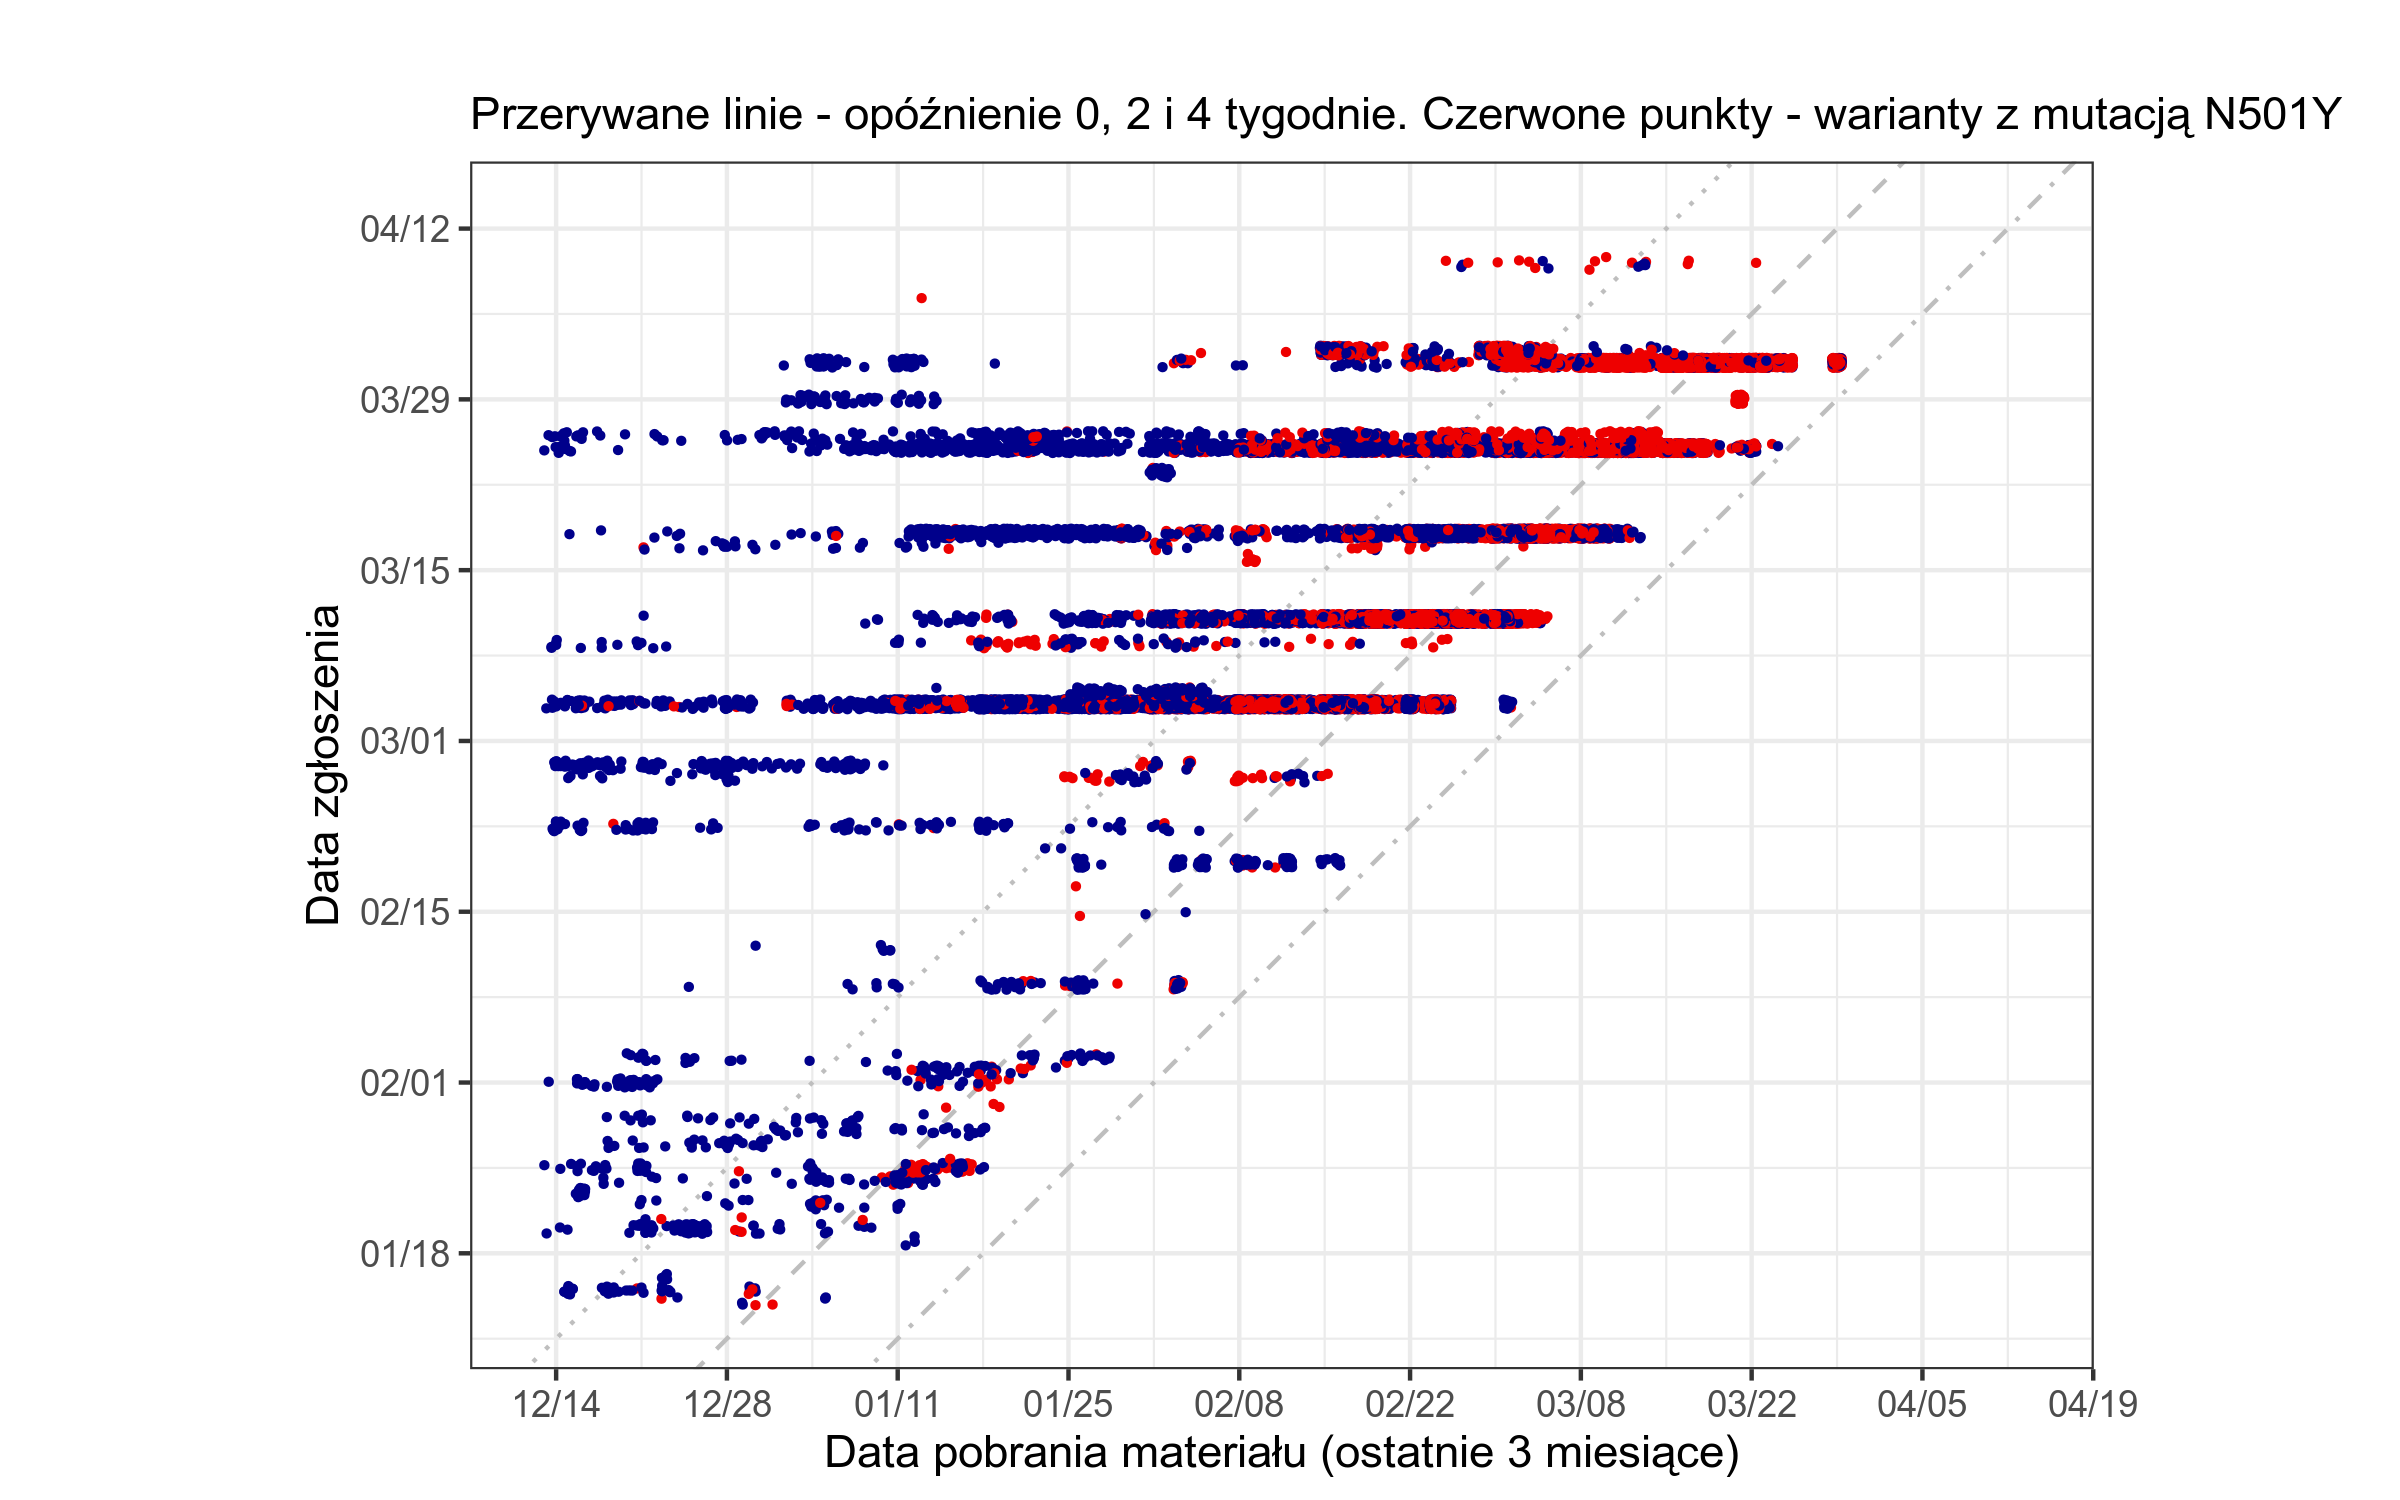 Przerywane linie - opóźnienie 0, 2 i 4 tygodnie. Czerwone punkty - warianty z mutacją N501Y
Data zgłoszenia
04/12
03/29
03/15
03/01
02/15
02/01
01/18
12/14 12/28 01/11 01/25 02/08 02/22 03/08 03/22 04/05 04/19
Data pobrania materiału (ostatnie 3 miesiące)